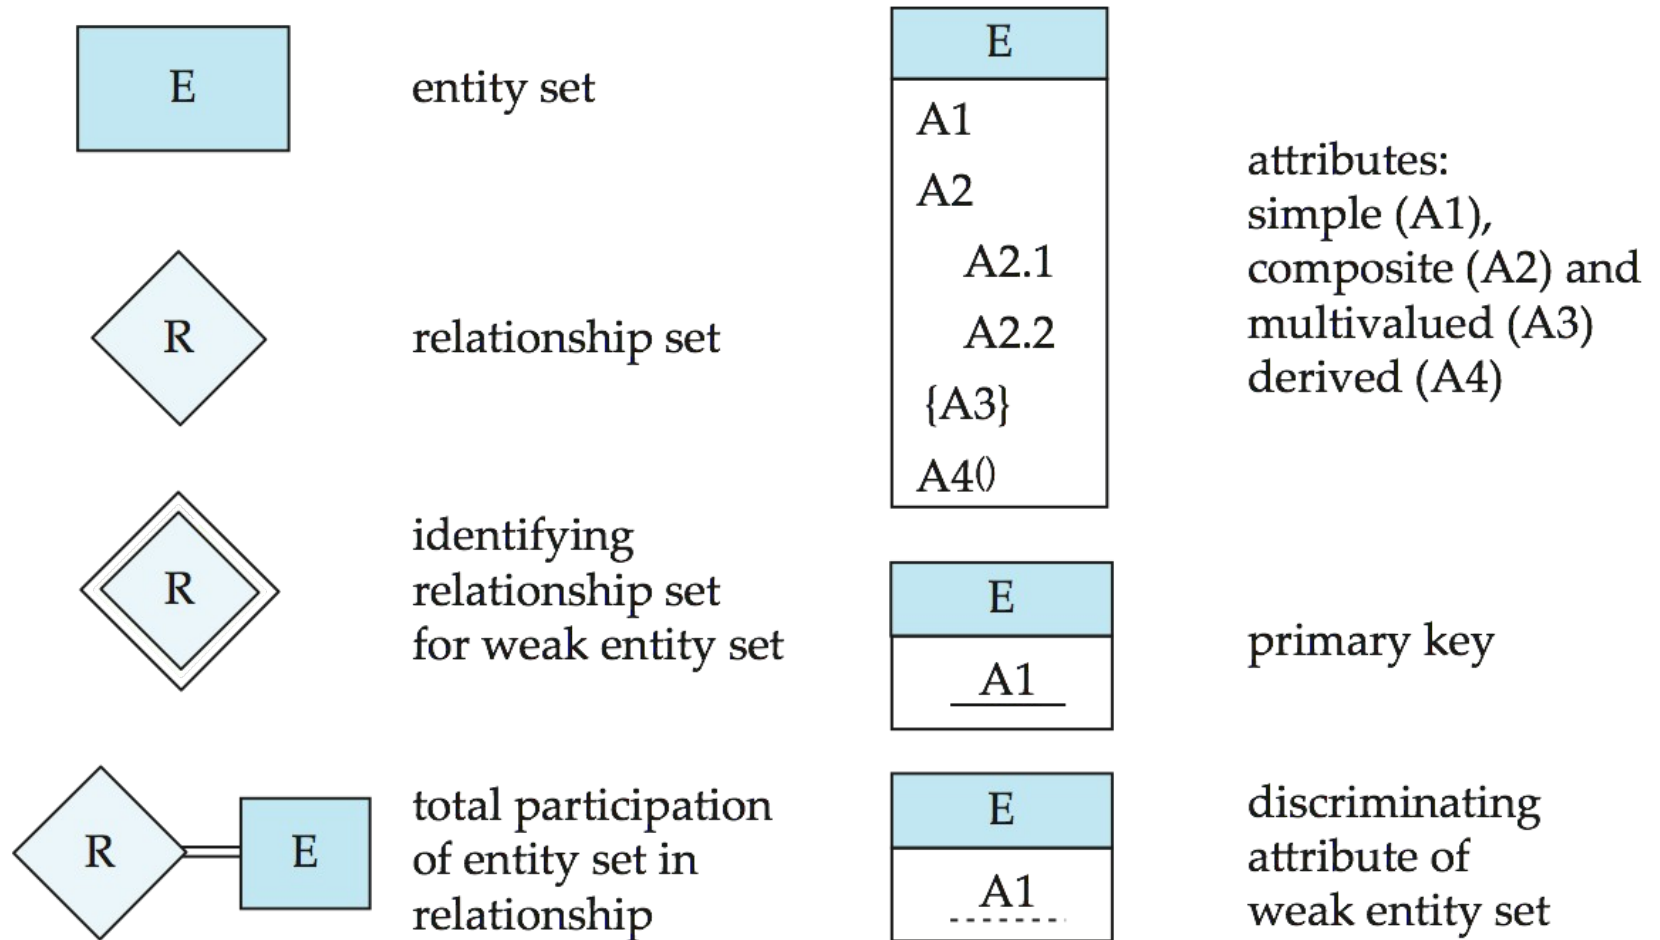 E
entity set
R
relationship set
R
identifying
relationship set
for weak entity set
R
E
total participation
of entity set in
relationship
E
A1
A2
A2.1
A2.2
{A3}
A4()
attributes:
simple (A1),
composite (A2) and
multivalued (A3)
derived (A4)
E
A1
primary key
E
A1
discriminating
attribute of
weak entity set